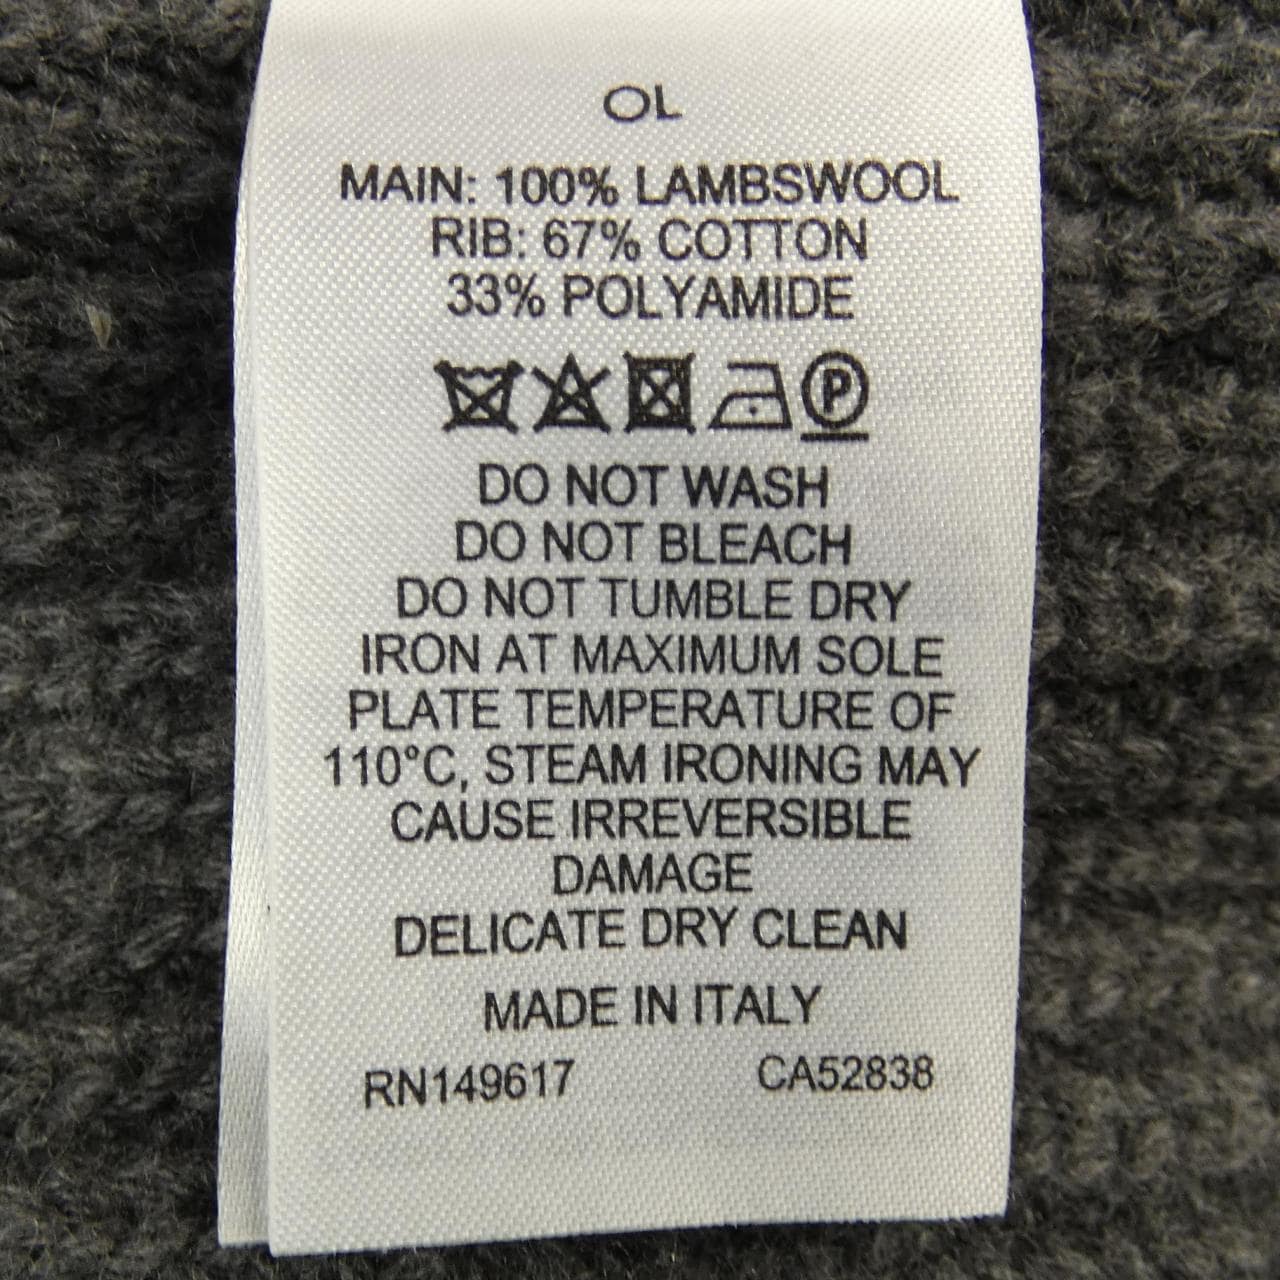 OL
MAIN: 100% LAMBSWOOL
RIB: 67% COTTON
33% POLYAMIDE
P
DO NOT WASH
DO NOT BLEACH
DO NOT TUMBLE DRY
IRON AT MAXIMUM SOLE
PLATE TEMPERATURE OF
110°C, STEAM IRONING MAY
CAUSE IRREVERSIBLE
DAMAGE
DELICATE DRY CLEAN
MADE IN ITALY
RN149617 CA52838